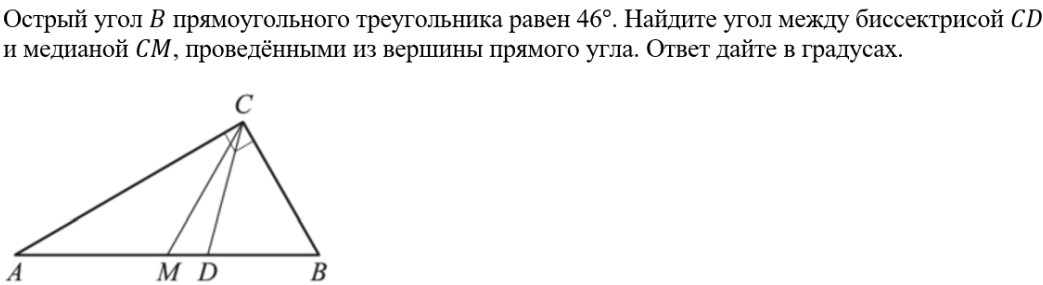 Острый угол B прямоугольного треугольника равен 46°. Найдите угол между биссектрисой CD
и медианой CM, проведёнными из вершины прямого угла. Ответ дайте в градусах.
C
A M D B